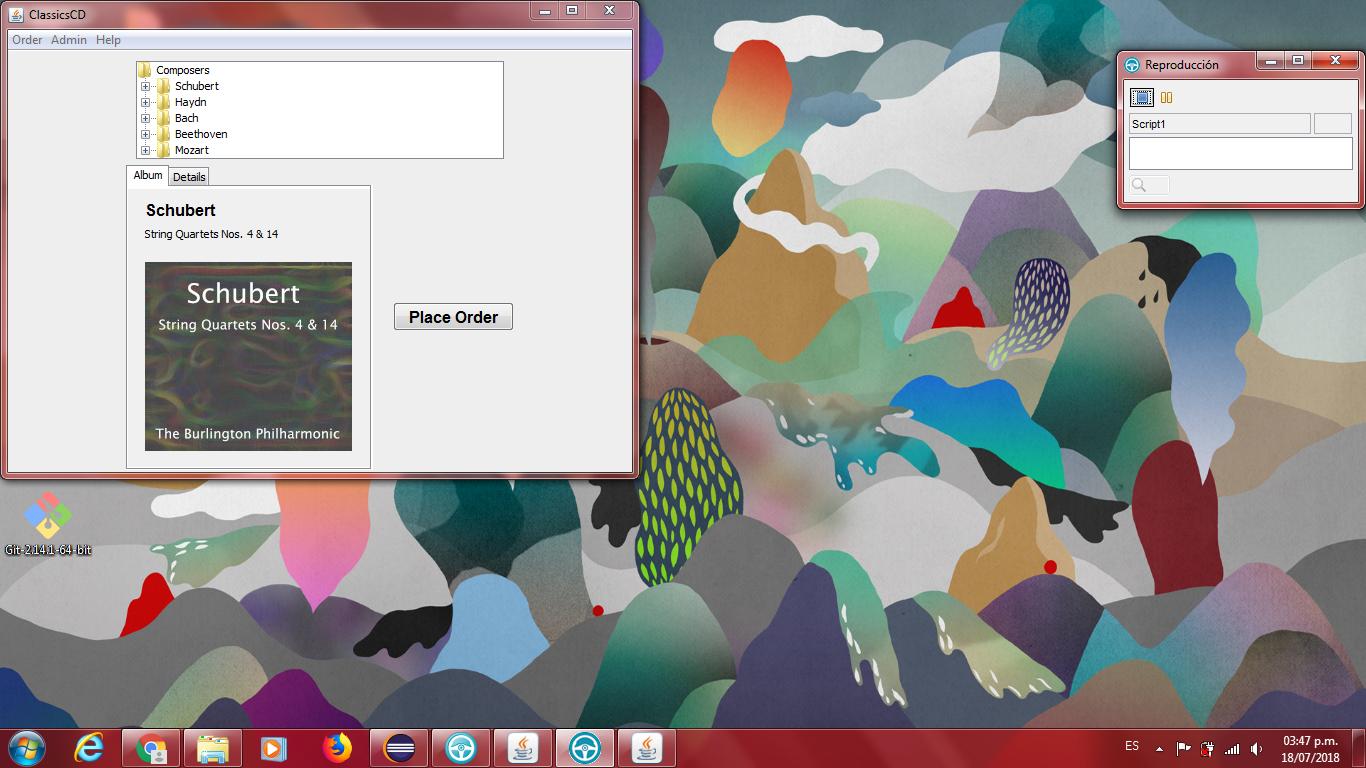 ClassicsCD
Order Admin Help
Composers
Schubert
Haydn
Bach
Beethoven
Mozart
Album Details
Schubert
String Quartets Nos. 4 & 14
Schubert
String Quartets Nos. 4 & 14
The Burlington Philharmonic
Place Order
Reproducción
Script1
Git-2.14.1-64-bit
ES
03:47 p.m.
18/07/2018